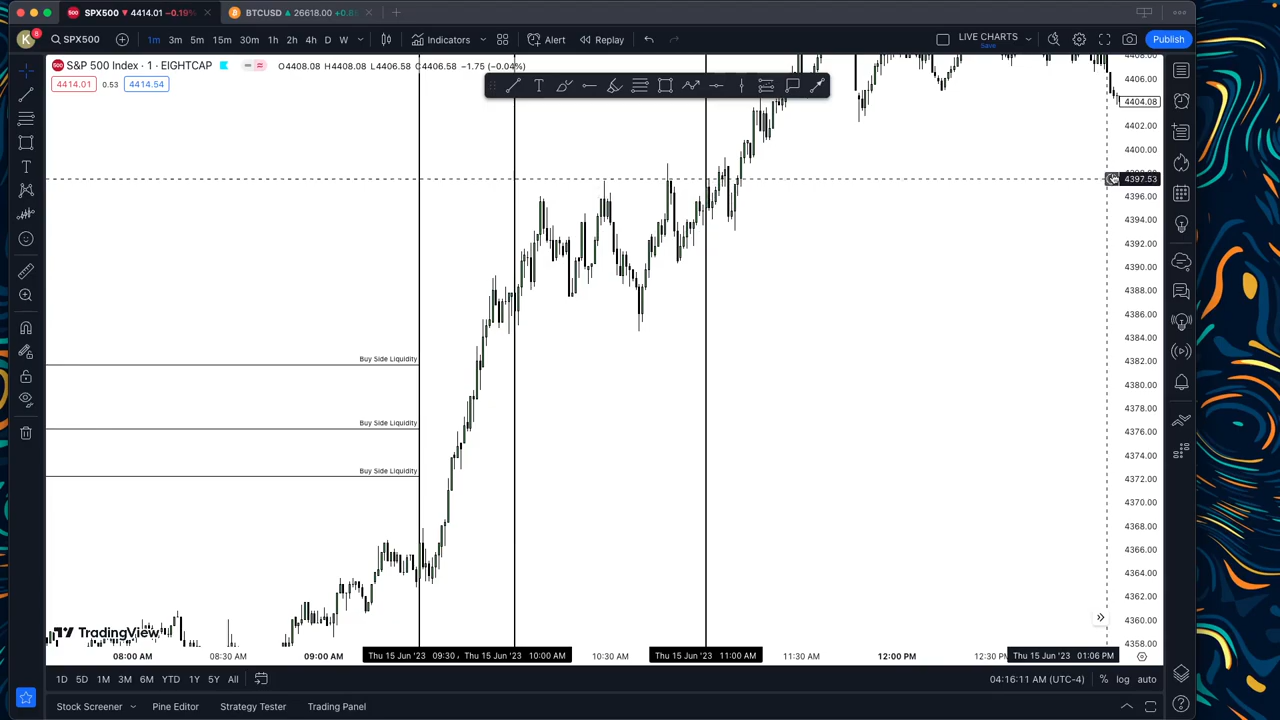 SPX500 ▼ 4414.01 −0.19%
BTCUSD ▲ 26618.00 +0.8
K 6 SPX500 1m 3m 5m 15m 30m 1h 2h 4h D W Indicators Alert Replay LIVE CHARTS Save Publish
S&P 500 Index · 1 · EIGHTCAP O4408.08 H4408.08 L4406.58 C4406.58 −1.75 (−0.04%)
4414.01 0.53 4414.54
4408.00
4406.00
4404.08
4402.00
4400.00
4397.53
4396.00
4394.00
4392.00
4390.00
4388.00
4386.00
4384.00
4382.00
4380.00
4378.00
4376.00
4374.00
4372.00
4370.00
4368.00
4366.00
4364.00
4362.00
4360.00
4358.00
Buy Side Liquidity
Buy Side Liquidity
Buy Side Liquidity
TradingView
08:00 AM 08:30 AM 09:00 AM Thu 15 Jun '23 09:30 Thu 15 Jun '23 10:00 AM 10:30 AM Thu 15 Jun '23 11:00 AM 11:30 AM 12:00 PM 12:30 PM Thu 15 Jun '23 01:06 PM
1D 5D 1M 3M 6M YTD 1Y 5Y All 04:16:11 AM (UTC-4) % log auto
Stock Screener Pine Editor Strategy Tester Trading Panel